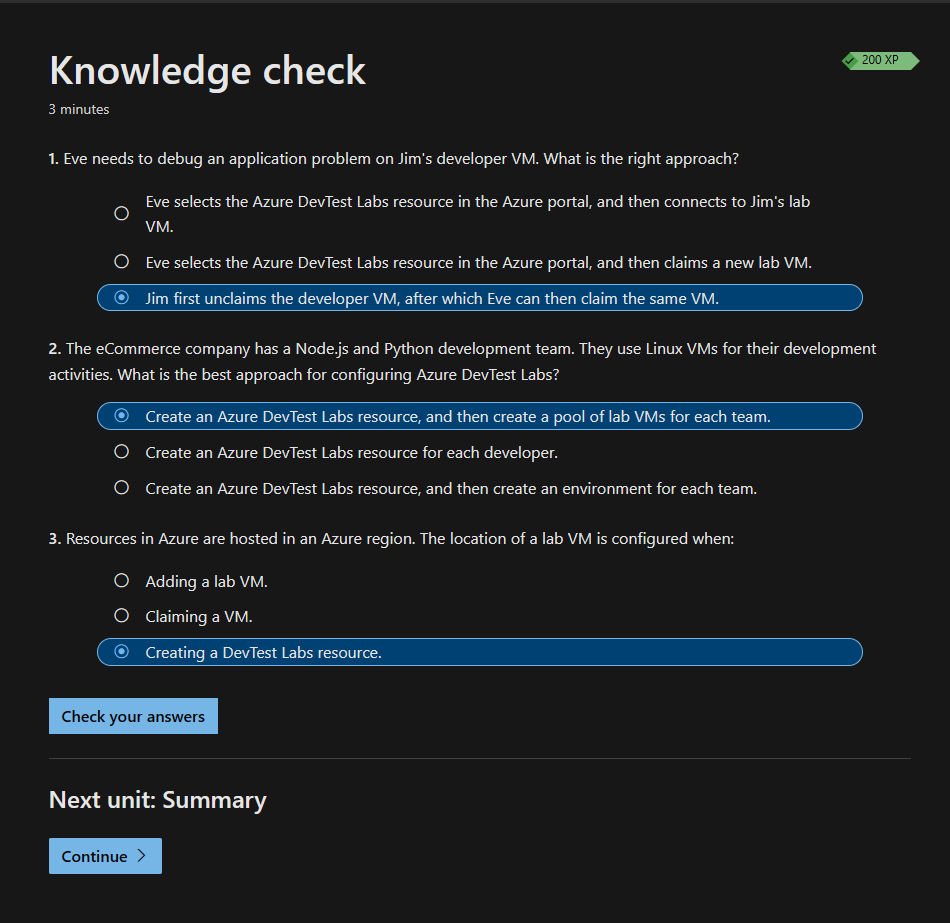 Knowledge check
200 XP
3 minutes
1. Eve needs to debug an application problem on Jim's developer VM. What is the right approach?
Eve selects the Azure DevTest Labs resource in the Azure portal, and then connects to Jim's lab
VM.
Eve selects the Azure DevTest Labs resource in the Azure portal, and then claims a new lab VM.
Jim first unclaims the developer VM, after which Eve can then claim the same VM.
2. The eCommerce company has a Node.js and Python development team. They use Linux VMs for their development
activities. What is the best approach for configuring Azure DevTest Labs?
Create an Azure DevTest Labs resource, and then create a pool of lab VMs for each team.
Create an Azure DevTest Labs resource for each developer.
Create an Azure DevTest Labs resource, and then create an environment for each team.
3. Resources in Azure are hosted in an Azure region. The location of a lab VM is configured when:
Adding a lab VM.
Claiming a VM.
Creating a DevTest Labs resource.
Check your answers
Next unit: Summary
Continue